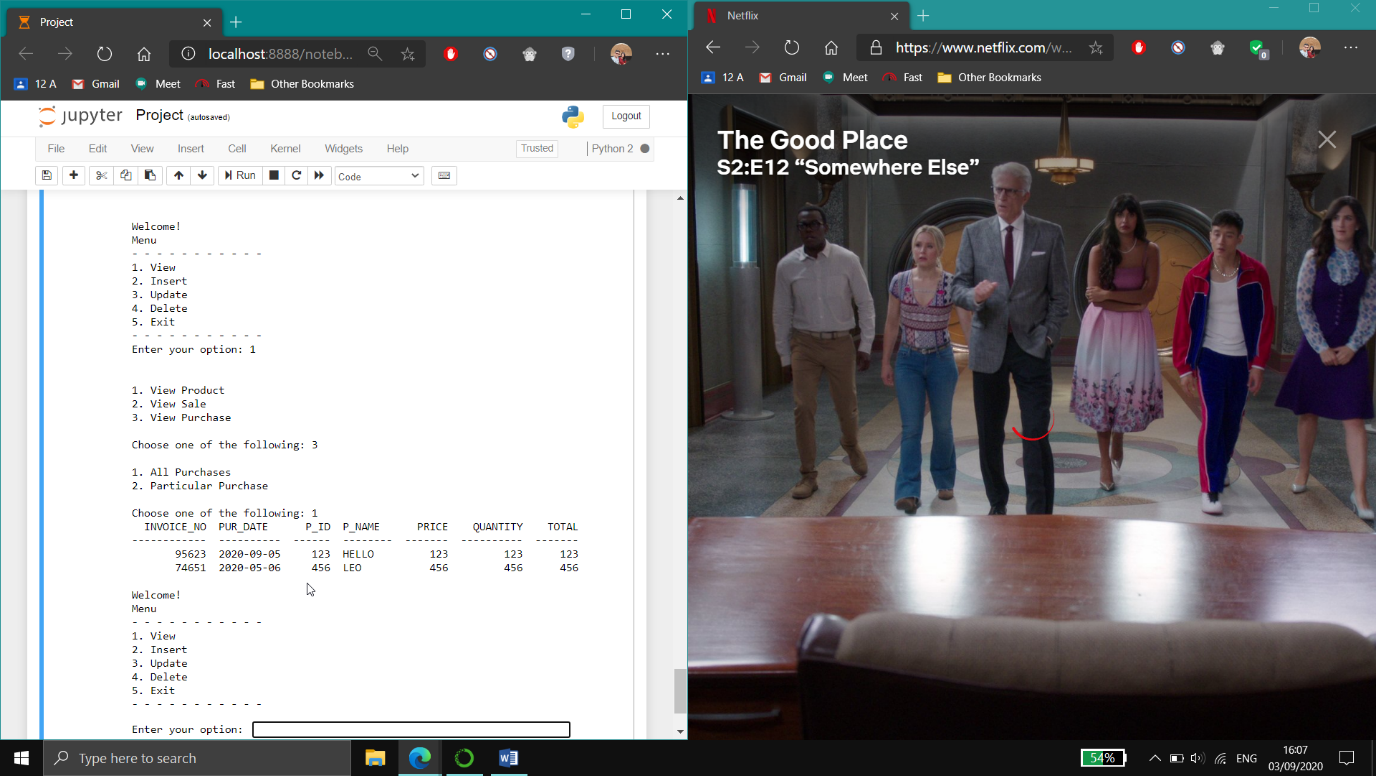 Project
localhost:8888/noteb...
12 A Gmail Meet Fast Other Bookmarks
jupyter Project (autosaved)
Logout
File Edit View Insert Cell Kernel Widgets Help
Trusted
Python 2
Run
Code
Welcome!
Menu
- - - - - - - - - - -
1. View
2. Insert
3. Update
4. Delete
5. Exit
- - - - - - - - - - -
Enter your option: 1
1. View Product
2. View Sale
3. View Purchase
Choose one of the following: 3
1. All Purchases
2. Particular Purchase
Choose one of the following: 1
INVOICE_NO PUR_DATE P_ID P_NAME PRICE QUANTITY TOTAL
------------ ---------- ------ -------- ------- ---------- -------
95623 2020-09-05 123 HELLO 123 123 123
74651 2020-05-06 456 LEO 456 456 456
Welcome!
Menu
- - - - - - - - - - -
1. View
2. Insert
3. Update
4. Delete
5. Exit
- - - - - - - - - - -
Enter your option:
Netflix
https://www.netflix.com/w...
0
12 A Gmail Meet Fast Other Bookmarks
The Good Place
S2:E12 “Somewhere Else”
Type here to search
W
54%
ENG
16:07
03/09/2020